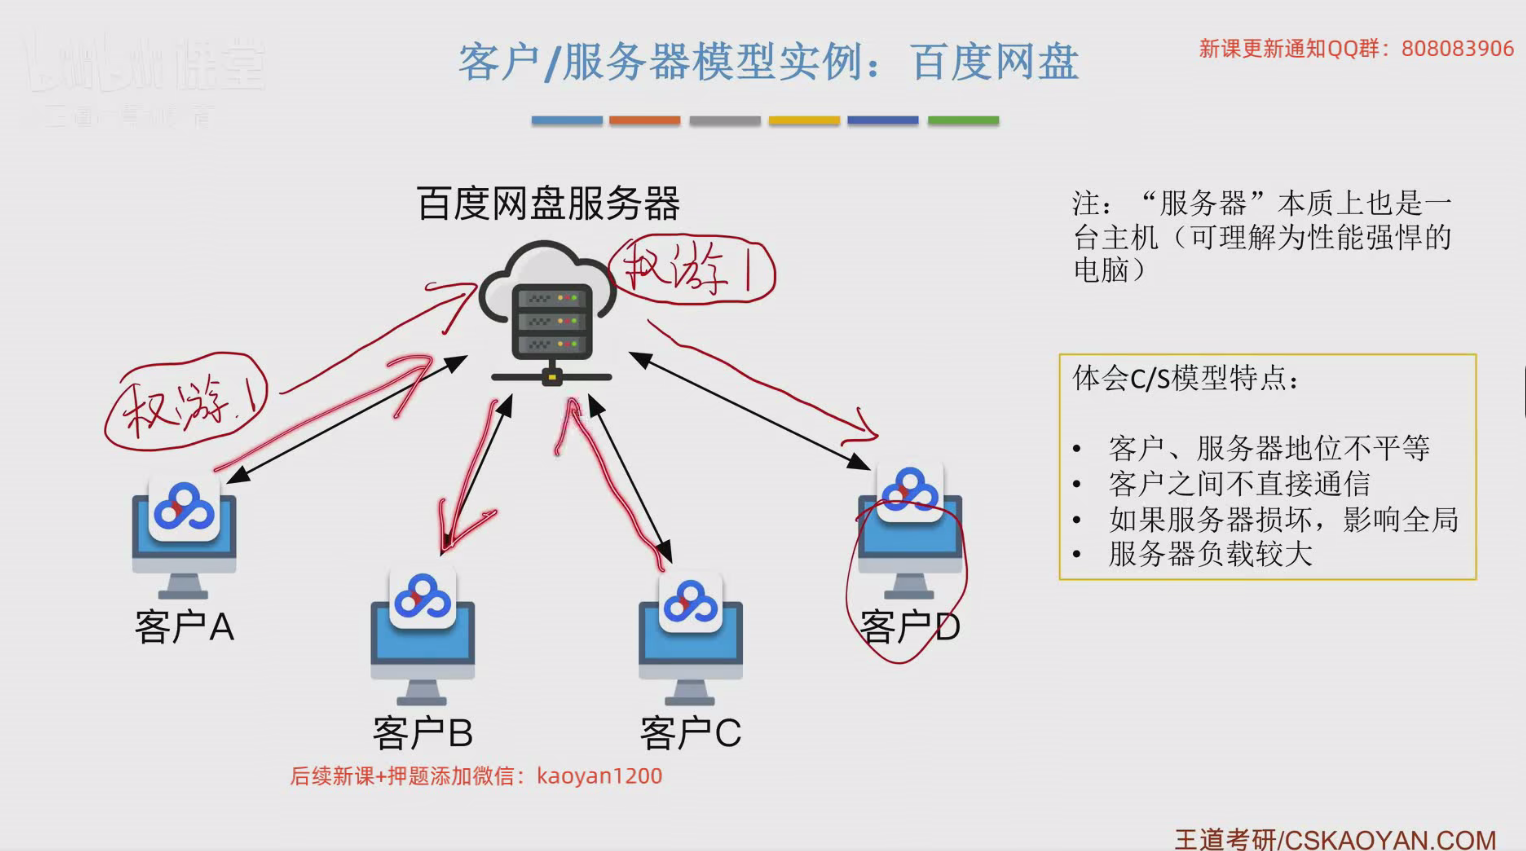 客户/服务器模型实例：百度网盘
新课更新通知QQ群：808083906
课堂
百度网盘服务器
权游1
权游.1
注：“服务器”本质上也是一
台主机（可理解为性能强悍的
电脑）
体会C/S模型特点：
• 客户、服务器地位不平等
• 客户之间不直接通信
• 如果服务器损坏，影响全局
• 服务器负载较大
客户A
客户D
客户B
客户C
后续新课+押题添加微信：kaoyan1200
王道考研/CSKAOYAN.COM